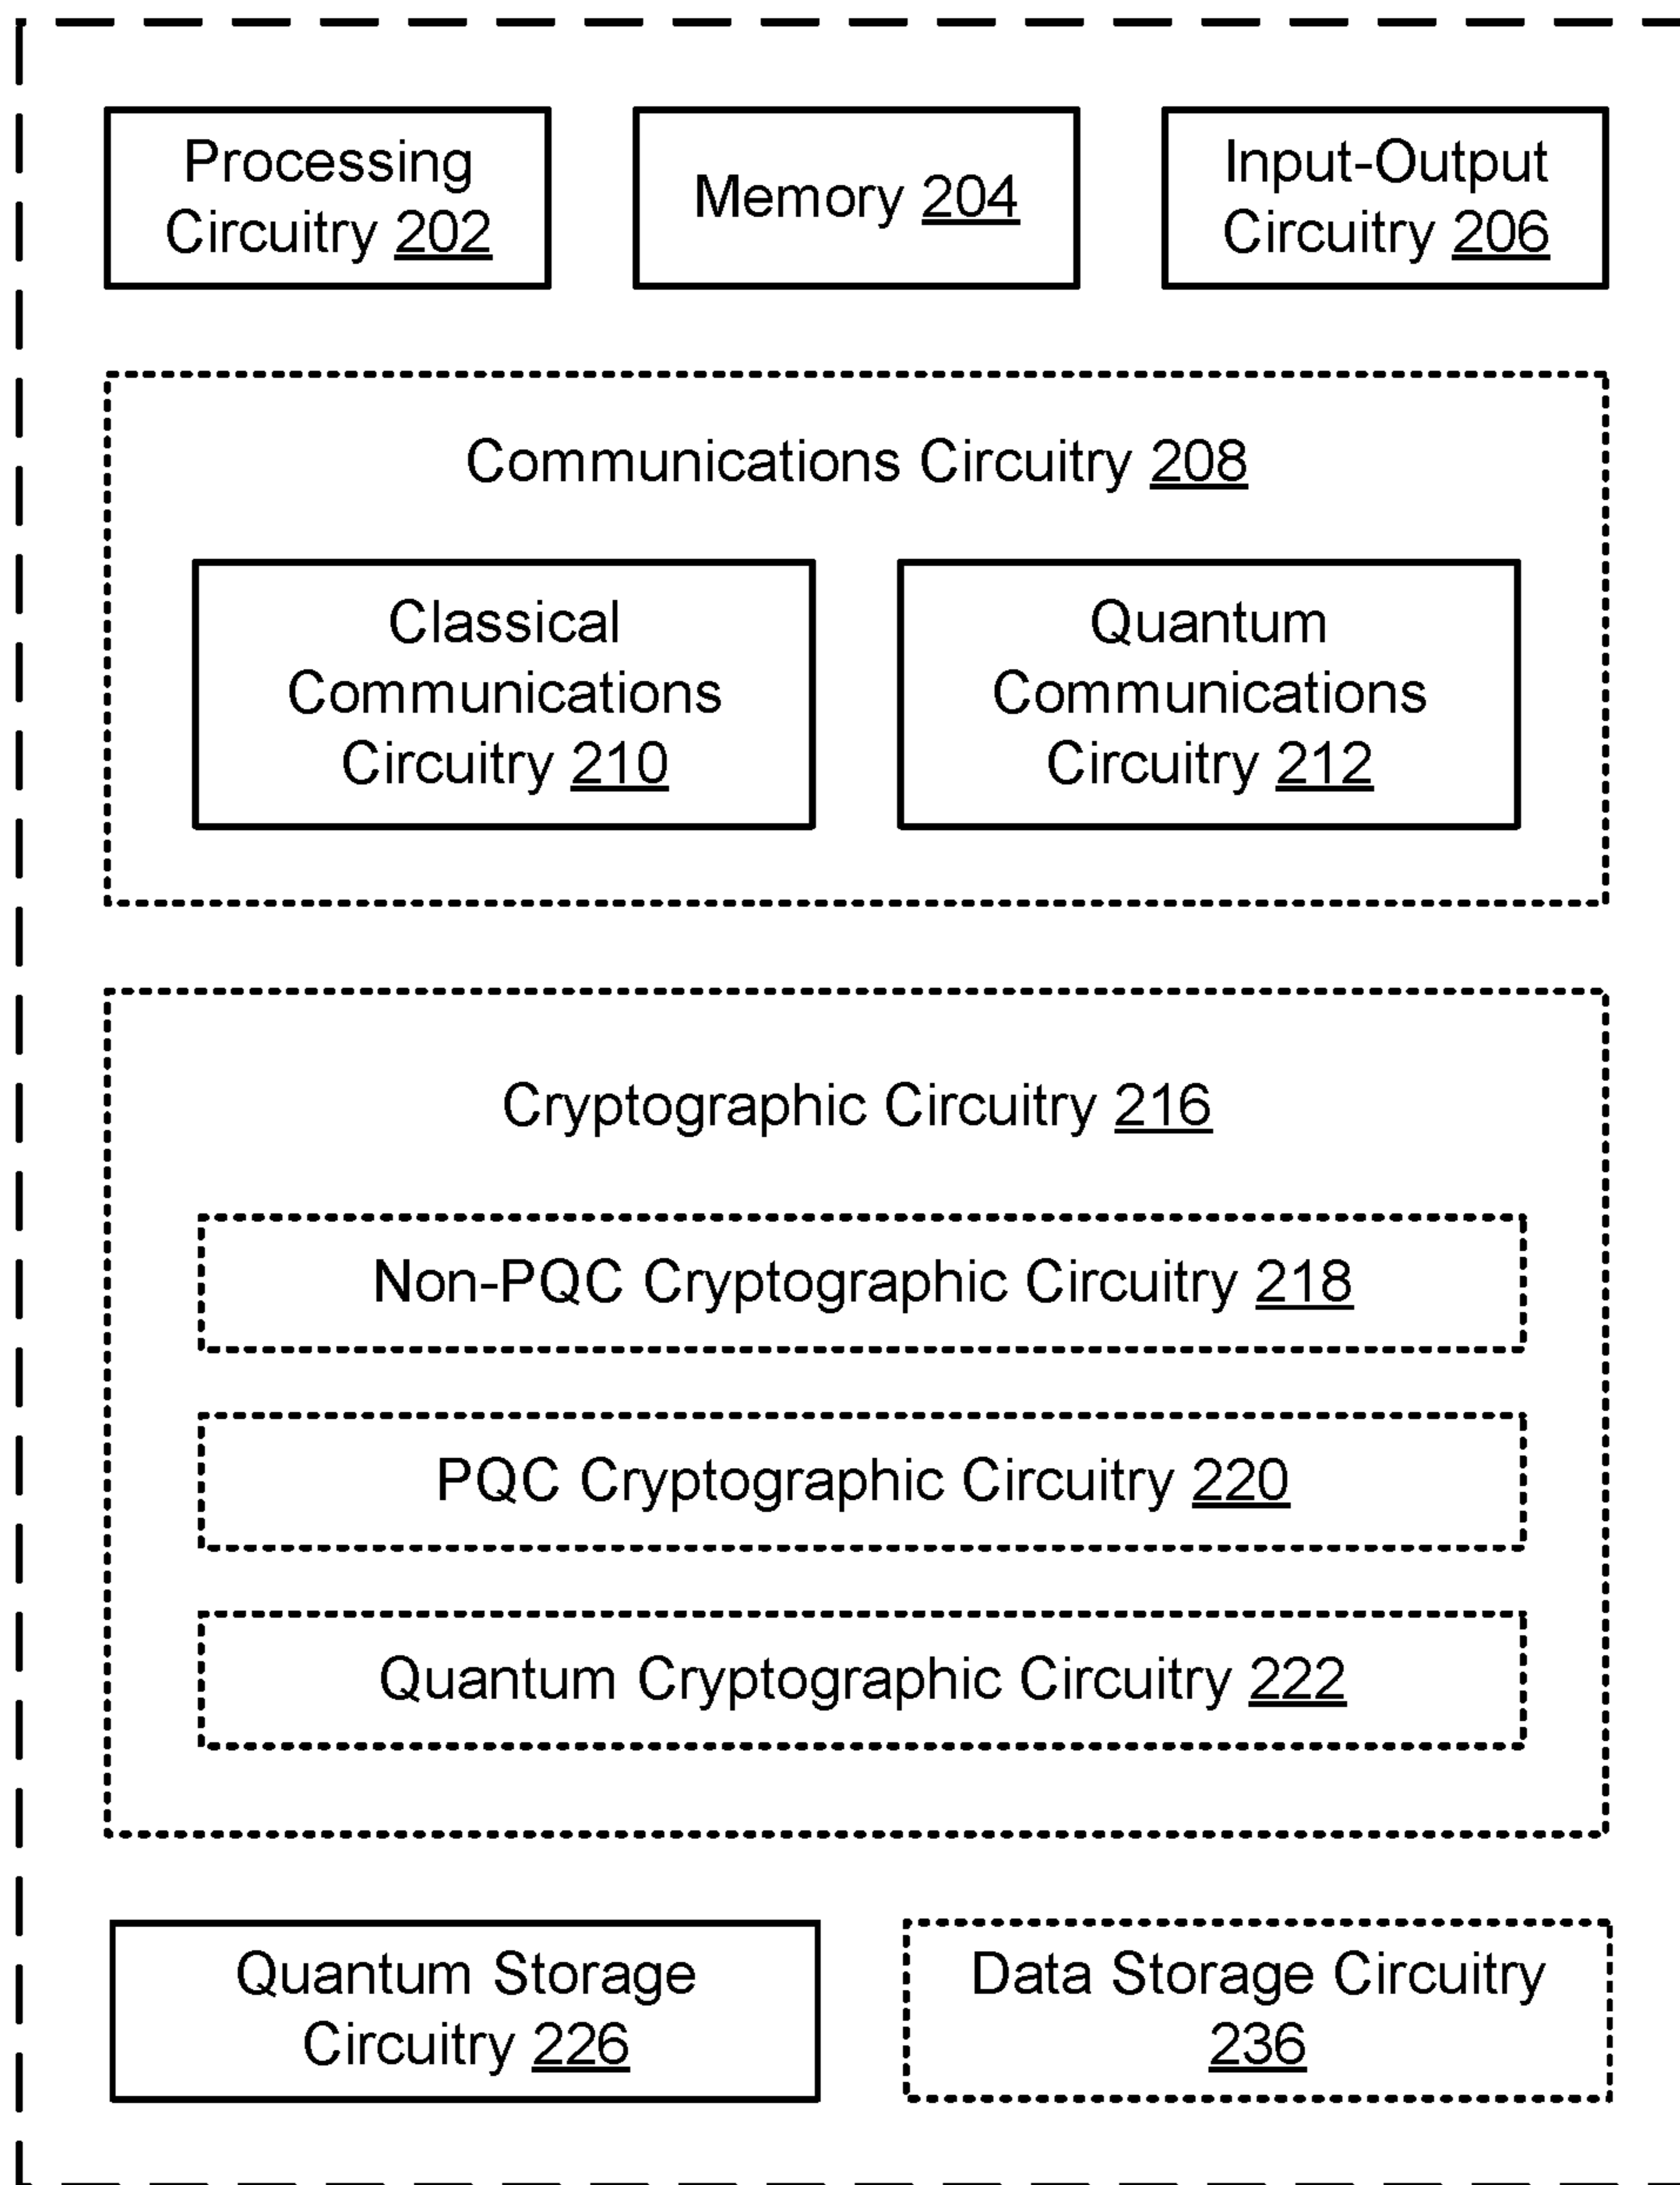 Processing
Circuitry 202
Memory 204
Input-Output
Circuitry 206
Communications Circuitry 208
Classical
Communications
Circuitry 210
Quantum
Communications
Circuitry 212
Cryptographic Circuitry 216
Non-PQC Cryptographic Circuitry 218
PQC Cryptographic Circuitry 220
Quantum Cryptographic Circuitry 222
Quantum Storage
Circuitry 226
Data Storage Circuitry
236